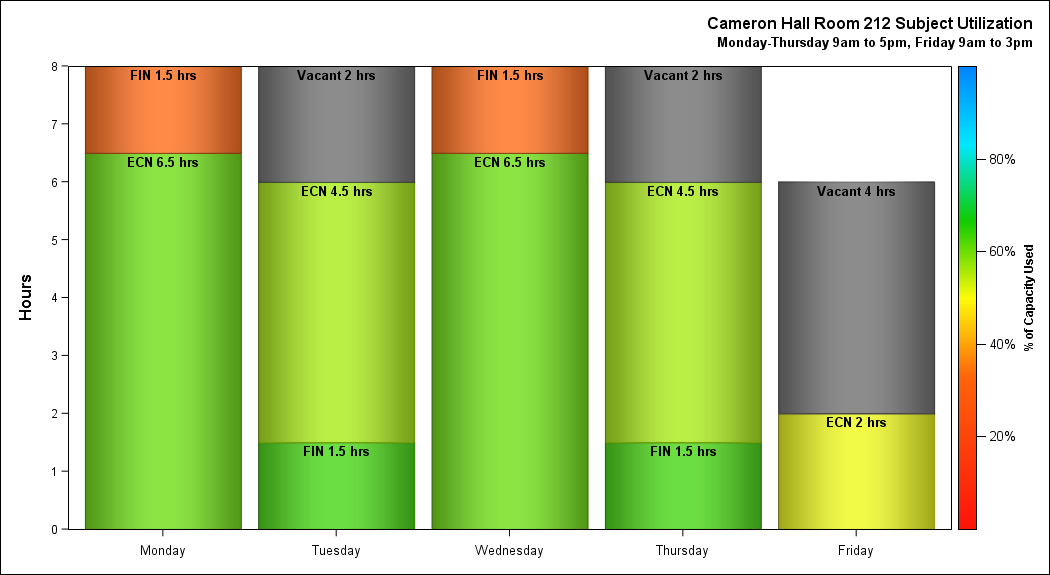 Cameron Hall Room 212 Subject Utilization
Monday-Thursday 9am to 5pm, Friday 9am to 3pm
8
7
6
5
4
3
2
1
0
Hours
FIN 1.5 hrs
ECN 6.5 hrs
Vacant 2 hrs
ECN 4.5 hrs
FIN 1.5 hrs
FIN 1.5 hrs
ECN 6.5 hrs
Vacant 2 hrs
ECN 4.5 hrs
FIN 1.5 hrs
Vacant 4 hrs
ECN 2 hrs
Monday
Tuesday
Wednesday
Thursday
Friday
80%
60%
40%
20%
% of Capacity Used